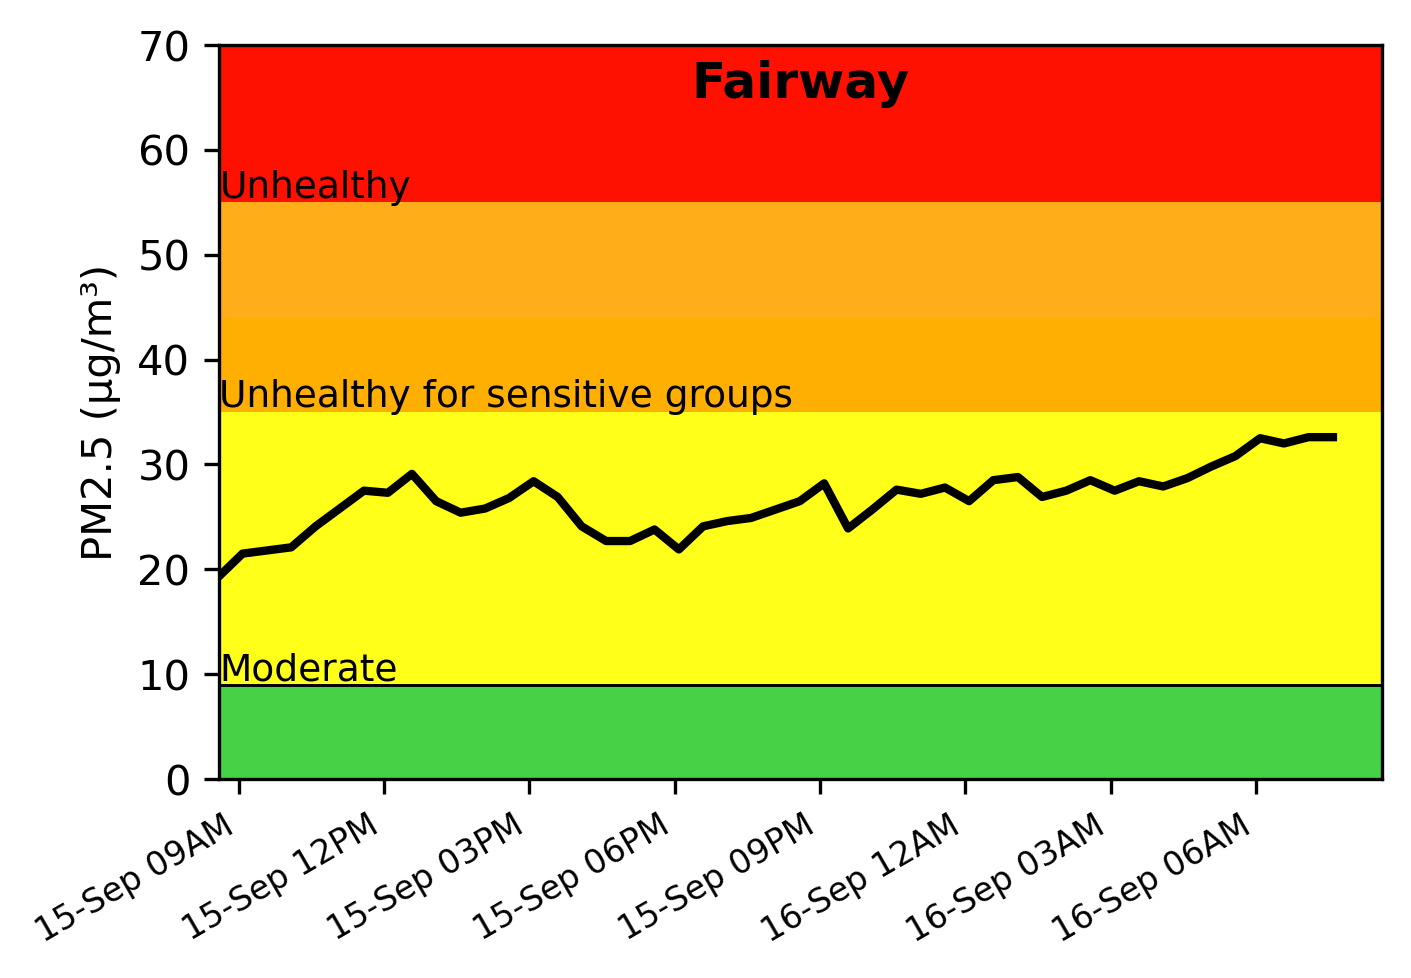 Fairway
70
60
50
40
30
20
10
0
PM2.5 (µg/m³)
Unhealthy
Unhealthy for sensitive groups
Moderate
15-Sep 09AM
15-Sep 12PM
15-Sep 03PM
15-Sep 06PM
15-Sep 09PM
16-Sep 12AM
16-Sep 03AM
16-Sep 06AM